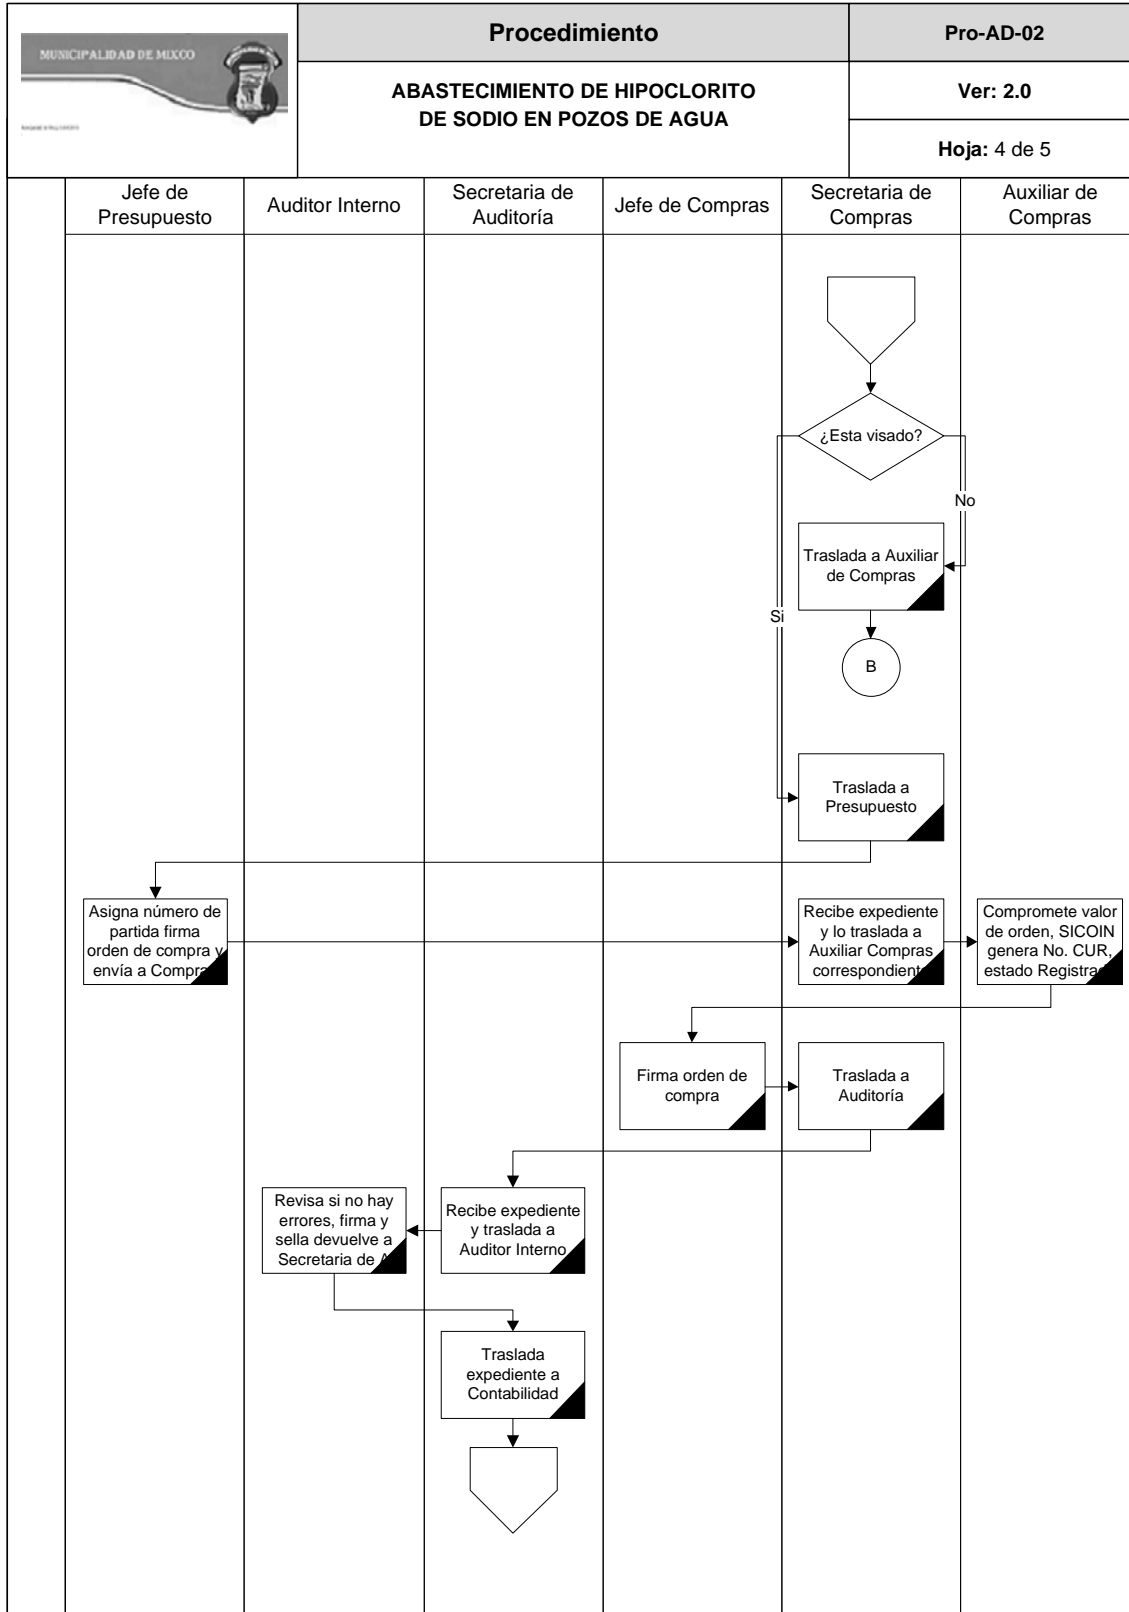 MUNICIPALIDAD DE MIXCO
Procedimiento
Pro-AD-02
ABASTECIMIENTO DE HIPOCLORITO
DE SODIO EN POZOS DE AGUA
Ver: 2.0
Hoja: 4 de 5
Jefe de
Presupuesto
Auditor Interno
Secretaria de
Auditoría
Jefe de Compras
Secretaria de
Compras
Auxiliar de
Compras
¿Esta visado?
No
Traslada a Auxiliar
de Compras
Si
B
Traslada a
Presupuesto
Asigna número de
partida firma
orden de compra y
envía a Compra
Recibe expediente
y lo traslada a
Auxiliar Compras
correspondiente
Compromete valor
de orden, SICOIN
genera No. CUR,
estado Registrad
Firma orden de
compra
Traslada a
Auditoría
Revisa si no hay
errores, firma y
sella devuelve a
Secretaria de A
Recibe expediente
y traslada a
Auditor Interno
Traslada
expediente a
Contabilidad